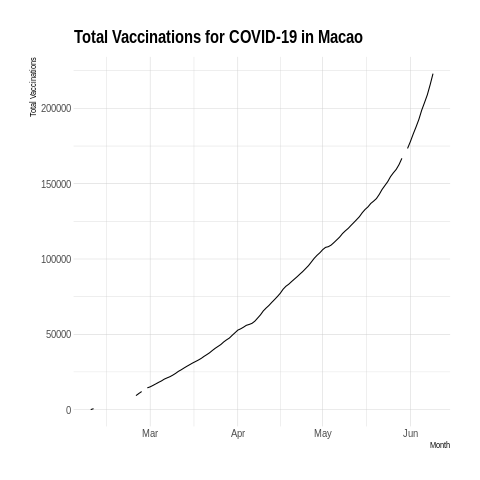 Total Vaccinations for COVID-19 in Macao
Total Vaccinations
200000
150000
100000
50000
0
Mar Apr May Jun
Month